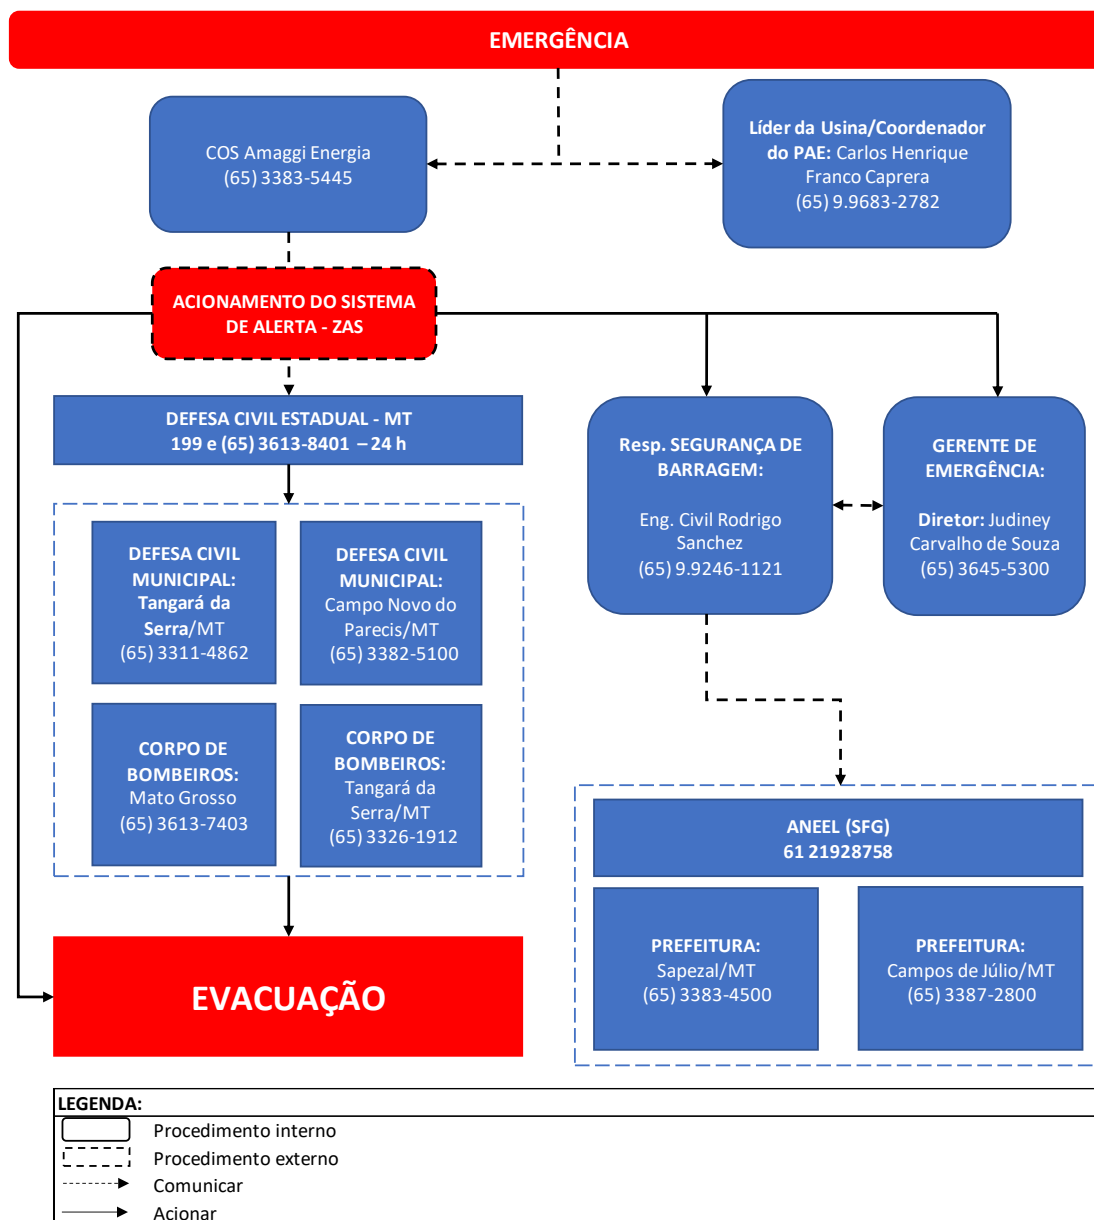 EMERGÊNCIA
COS Amaggi Energia
(65) 3383-5445
Líder da Usina/Coordenador
do PAE: Carlos Henrique
Franco Caprera
(65) 9.9683-2782
ACIONAMENTO DO SISTEMA
DE ALERTA - ZAS
DEFESA CIVIL ESTADUAL - MT
199 e (65) 3613-8401 – 24 h
Resp. SEGURANÇA DE
BARRAGEM:
Eng. Civil Rodrigo
Sanchez
(65) 9.9246-1121
GERENTE DE
EMERGÊNCIA:
Diretor: Judiney
Carvalho de Souza
(65) 3645-5300
DEFESA CIVIL
MUNICIPAL:
Tangará da
Serra/MT
(65) 3311-4862
DEFESA CIVIL
MUNICIPAL:
Campo Novo do
Parecis/MT
(65) 3382-5100
CORPO DE
BOMBEIROS:
Mato Grosso
(65) 3613-7403
CORPO DE
BOMBEIROS:
Tangará da
Serra/MT
(65) 3326-1912
ANEEL (SFG)
61 21928758
PREFEITURA:
Sapezal/MT
(65) 3383-4500
PREFEITURA:
Campos de Júlio/MT
(65) 3387-2800
EVACUAÇÃO
LEGENDA:
Procedimento interno
Procedimento externo
Comunicar
Acionar